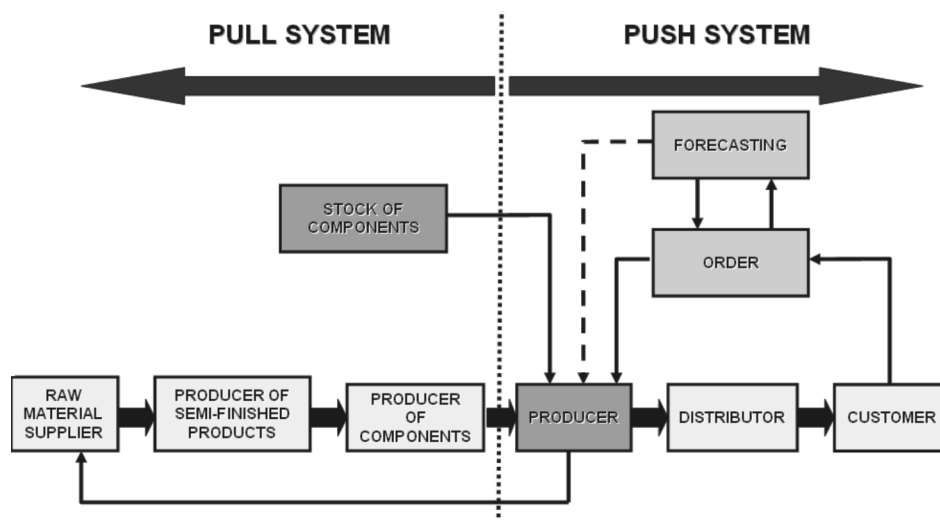 PULL SYSTEM
PUSH SYSTEM
FORECASTING
STOCK OF
COMPONENTS
ORDER
RAW
MATERIAL
SUPPLIER
PRODUCER OF
SEMI-FINISHED
PRODUCTS
PRODUCER
OF
COMPONENTS
PRODUCER
DISTRIBUTOR
CUSTOMER